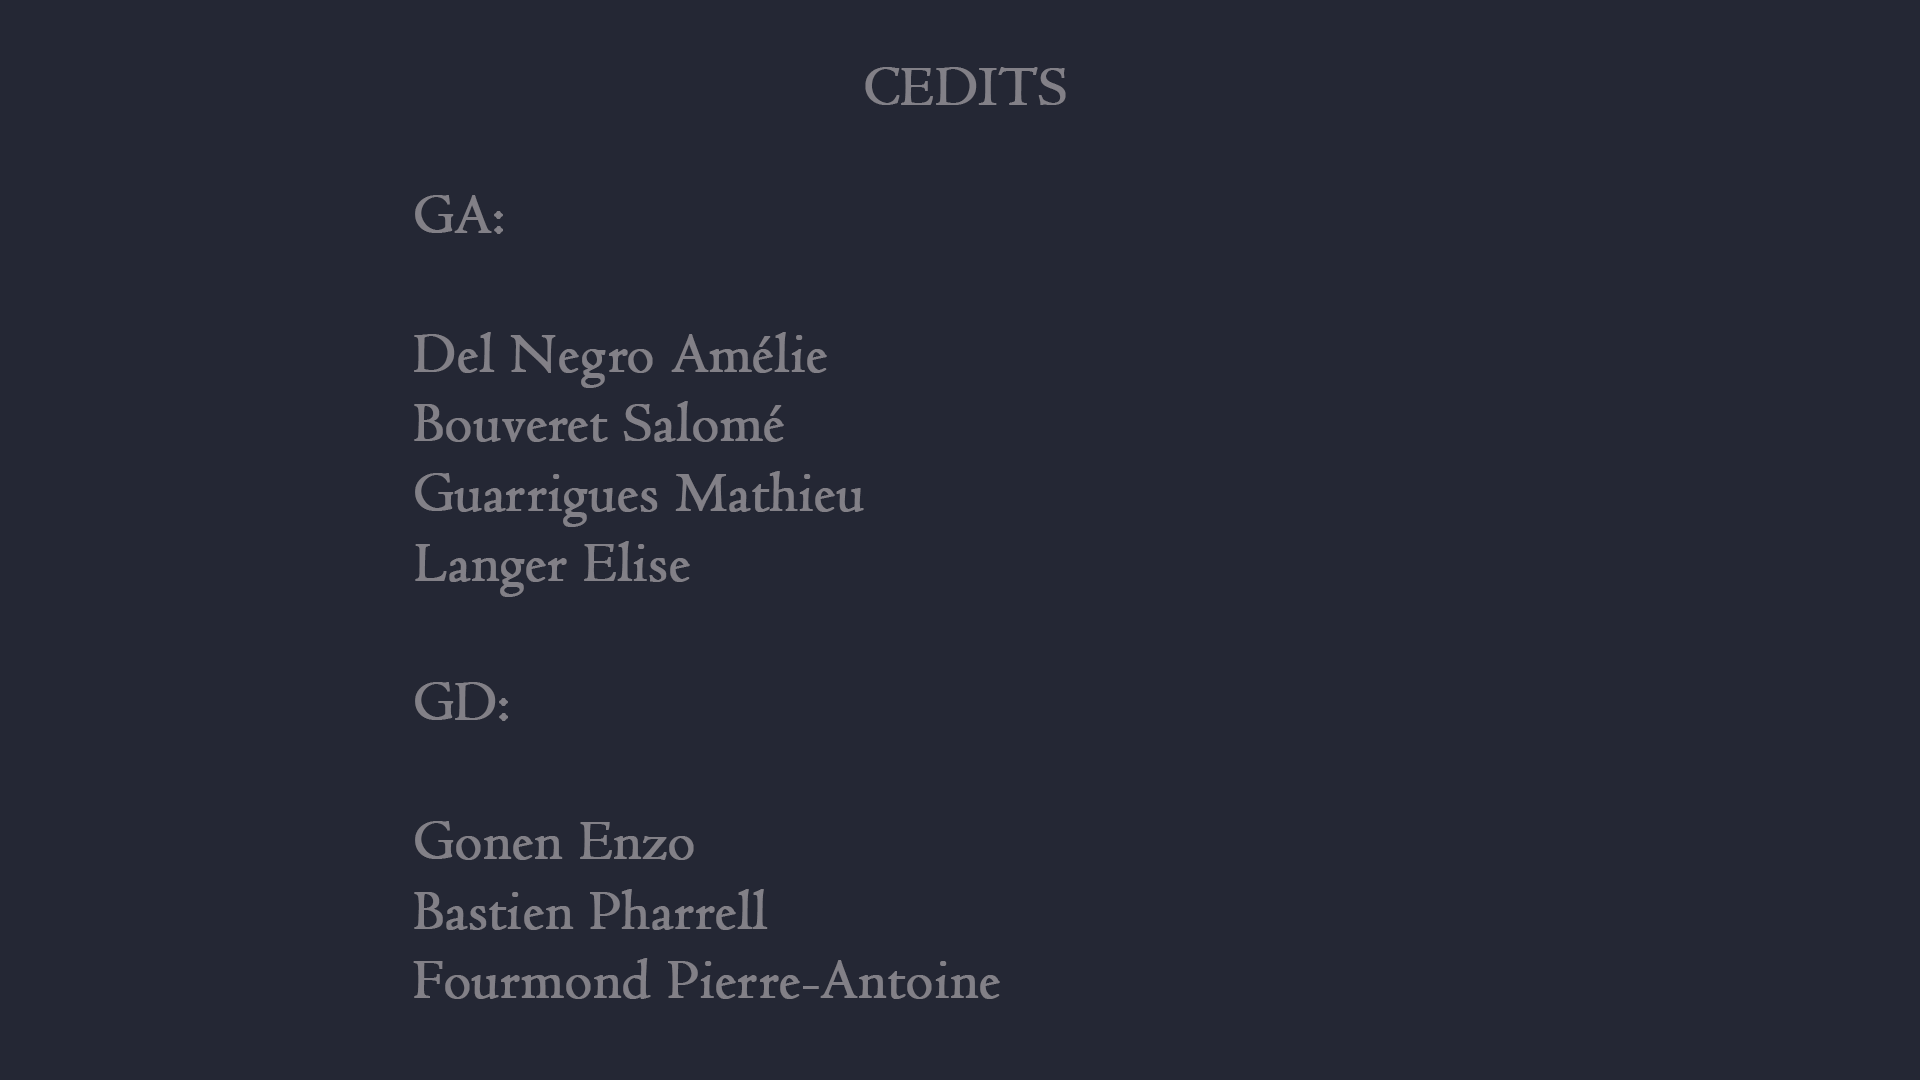 CEDITS
GA:
Del Negro Amélie
Bouveret Salomé
Guarrigues Mathieu
Langer Elise
GD:
Gonen Enzo
Bastien Pharrell
Fourmond Pierre-Antoine